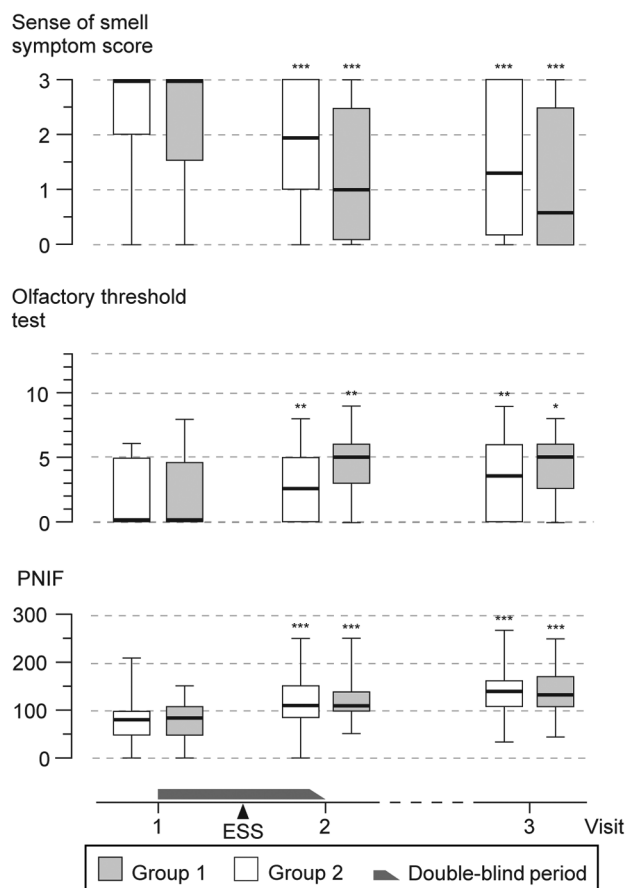 Sense of smell
symptom score
*** *** *** ***
3
2
1
0
Olfactory threshold
test
10
** ** ** *
5
0
PNIF
300
*** *** *** ***
200
100
0
1 ESS 2 3 Visit
Group 1 Group 2 Double-blind period